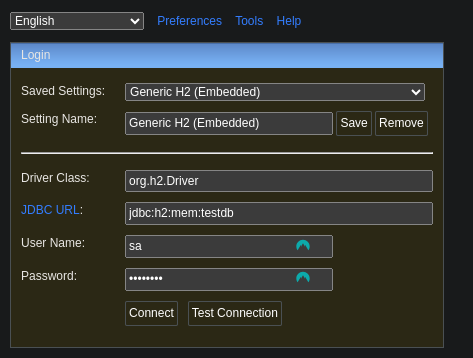 English Preferences Tools Help
Login
Saved Settings: Generic H2 (Embedded)
Setting Name: Generic H2 (Embedded) Save Remove
Driver Class: org.h2.Driver
JDBC URL: jdbc:h2:mem:testdb
User Name: sa
Password: ••••••••
Connect Test Connection